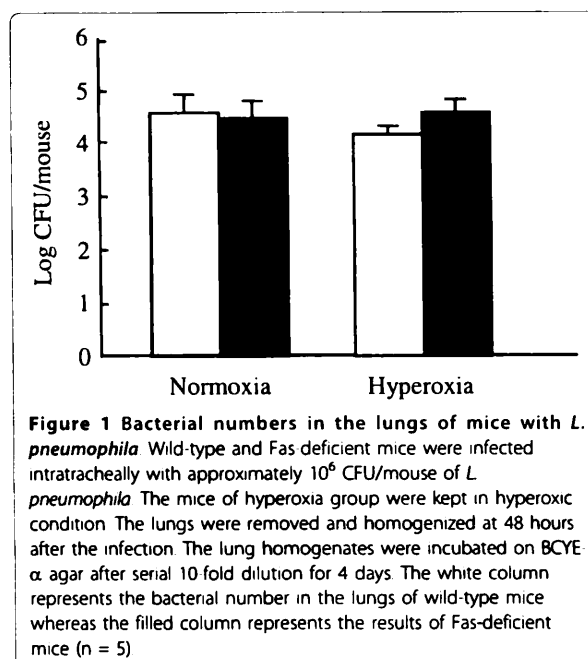 6
5
4
3
2
1
0
Log CFU/mouse
Normoxia Hyperoxia
Figure 1 Bacterial numbers in the lungs of mice with L.
pneumophila Wild-type and Fas deficient mice were infected
intratracheally with approximately 10⁶ CFU/mouse of L
pneumophila The mice of hyperoxia group were kept in hyperoxic
condition The lungs were removed and homogenized at 48 hours
after the infection The lung homogenates were incubated on BCYE-
α agar after serial 10 fold dilution for 4 days The white column
represents the bacterial number in the lungs of wild-type mice
whereas the filled column represents the results of Fas-deficient
mice (n = 5)